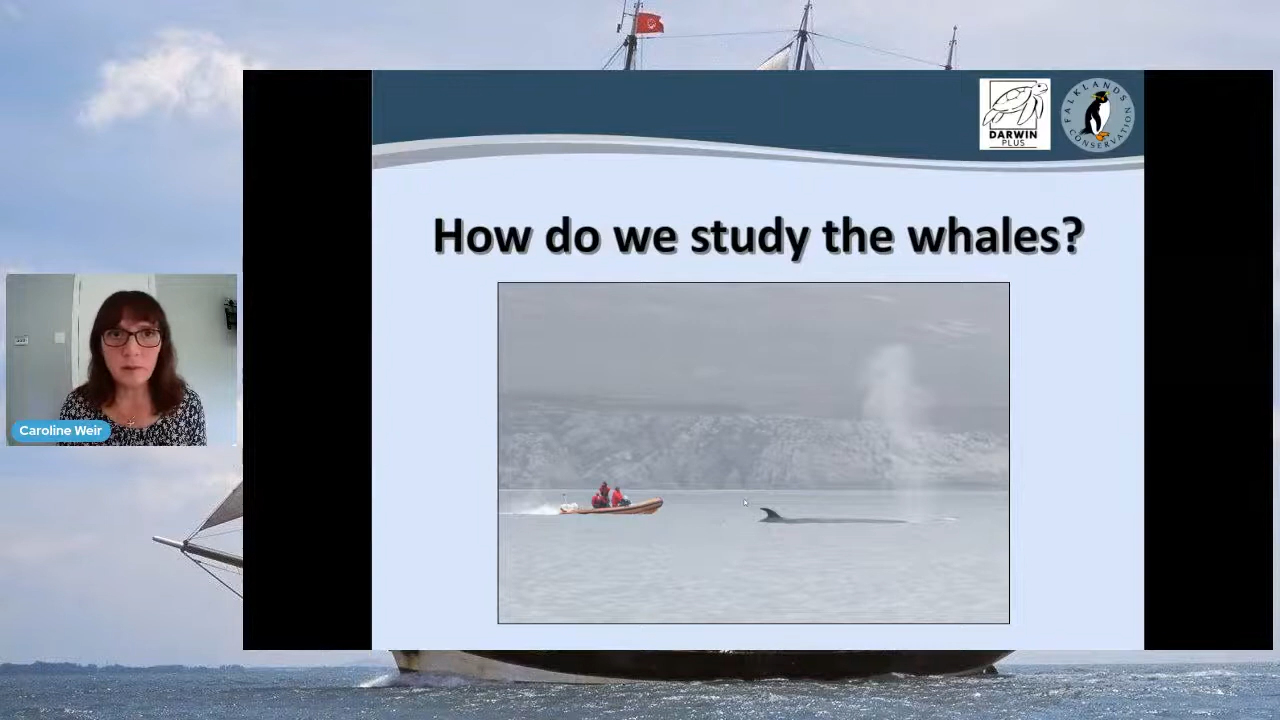 DARWIN
PLUS
FALKLANDS
CONSERVATION
How do we study the whales?
Caroline Weir